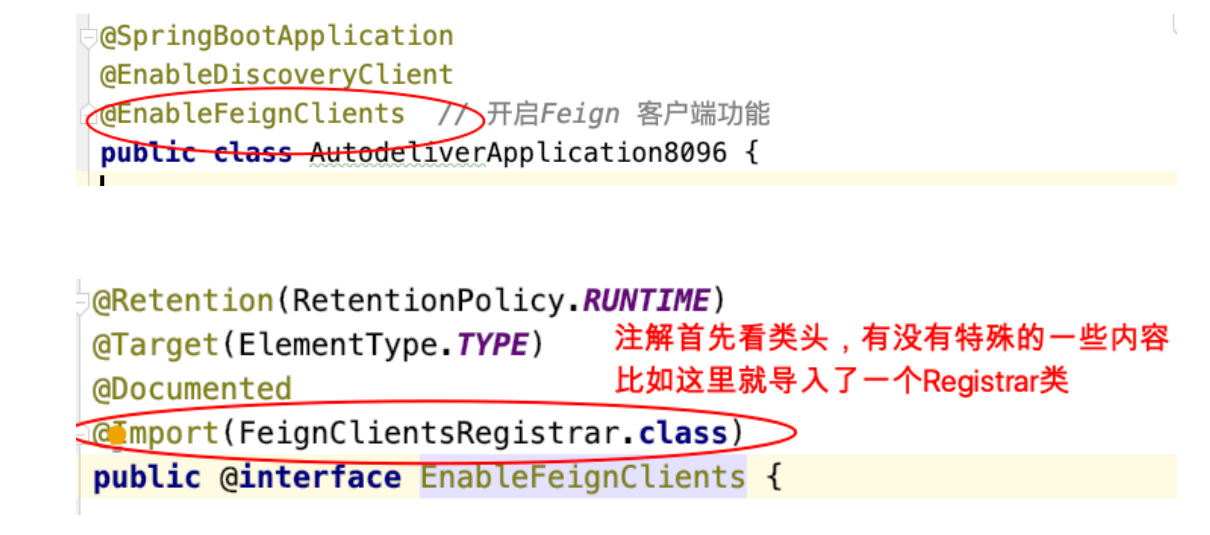 @SpringBootApplication
@EnableDiscoveryClient
@EnableFeignClients // 开启Feign 客户端功能
public class AutodeliverApplication8096 {
@Retention(RetentionPolicy.RUNTIME)
@Target(ElementType.TYPE)
注解首先看类头，有没有特殊的一些内容
@Documented
比如这里就导入了一个Registrar类
@Import(FeignClientsRegistrar.class)
public @interface EnableFeignClients {